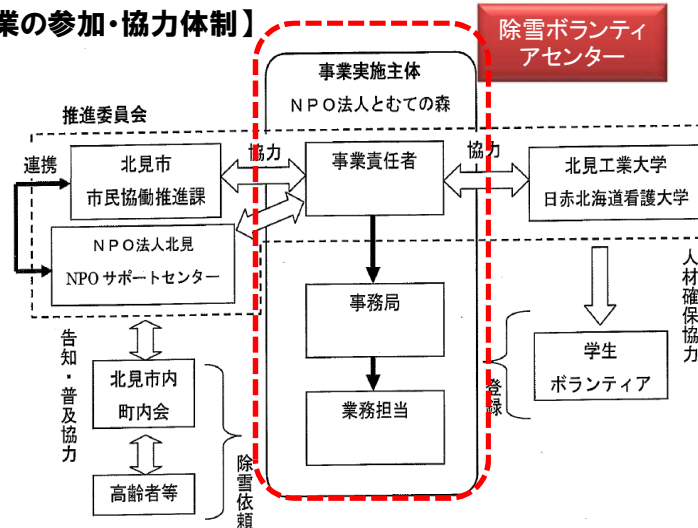 業の参加・協力体制】
除雪ボランティ
アセンター
事業実施主体
NPO法人とむての森
推進委員会
連携
北見市
市民協働推進課
協力
事業責任者
協力
北見工業大学
日赤北海道看護大学
NPO法人北見
NPOサポートセンター
人材確保協力
事務局
学生
ボランティア
登録
告知・普及協力
北見市内
町内会
業務担当
除雪依頼
高齢者等